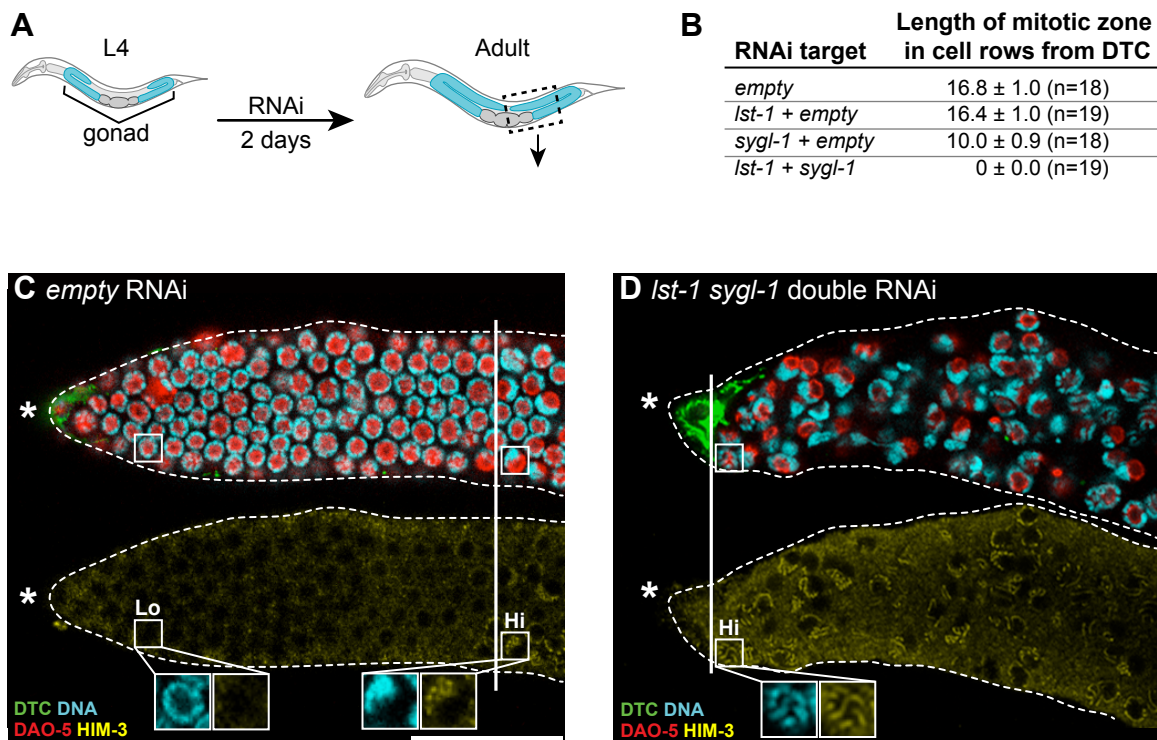 A
L4
gonad
RNAi
2 days
Adult
B
RNAi target
Length of mitotic zone
in cell rows from DTC
empty 16.8 ± 1.0 (n=18)
lst-1 + empty 16.4 ± 1.0 (n=19)
sygl-1 + empty 10.0 ± 0.9 (n=18)
lst-1 + sygl-1 0 ± 0.0 (n=19)
C empty RNAi
*
*
Lo
Hi
DTC DNA
DAO-5 HIM-3
D lst-1 sygl-1 double RNAi
*
*
Hi
DTC DNA
DAO-5 HIM-3